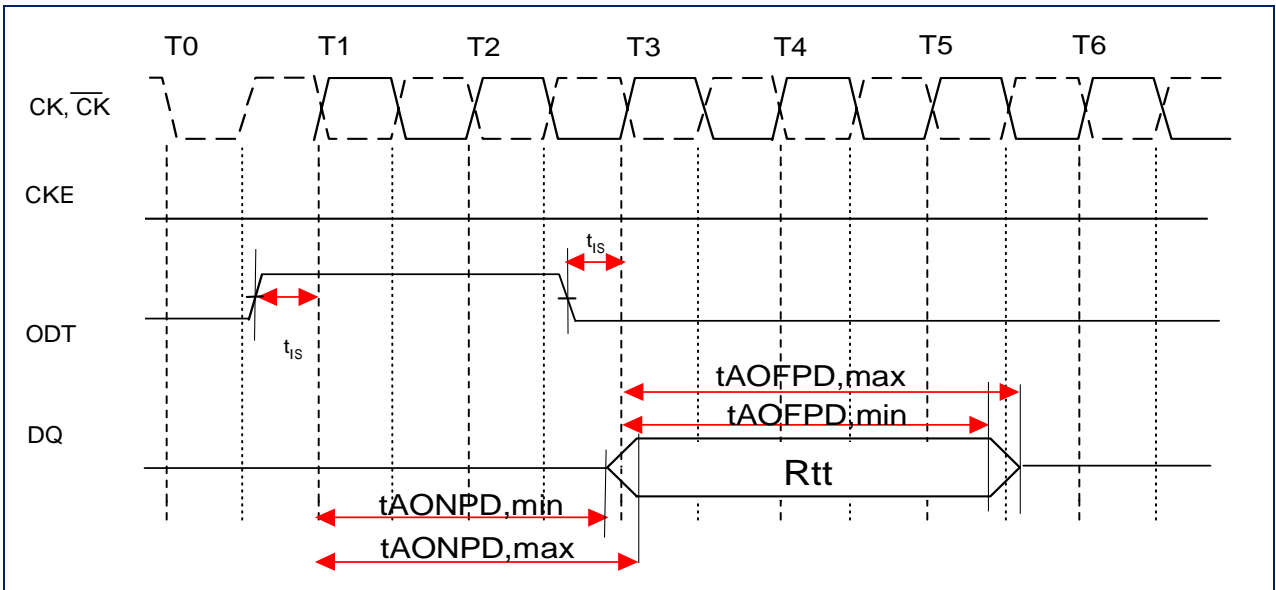 T0 T1 T2 T3 T4 T5 T6
CK, C̅K̅
CKE
tIS
ODT
tIS
tAOFPD,max
tAOFPD,min
DQ
Rtt
tAONPD,min
tAONPD,max